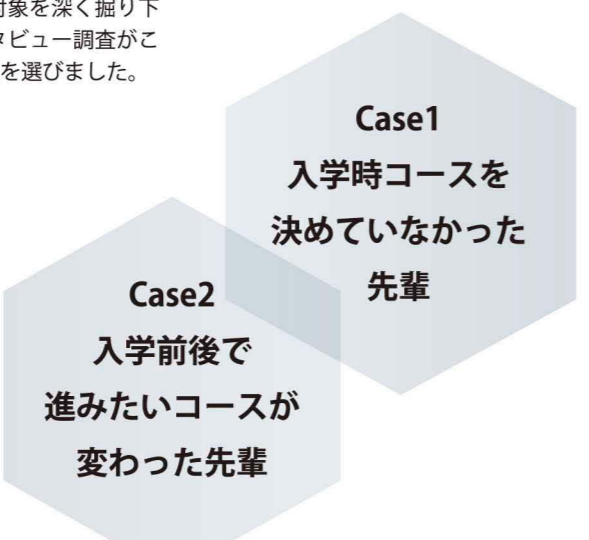 対象を深く掘り下
タビュー調査がこ
を選びました。
Case1
入学時コースを
決めていなかった
先輩
Case2
入学前後で
進みたいコースが
変わった先輩